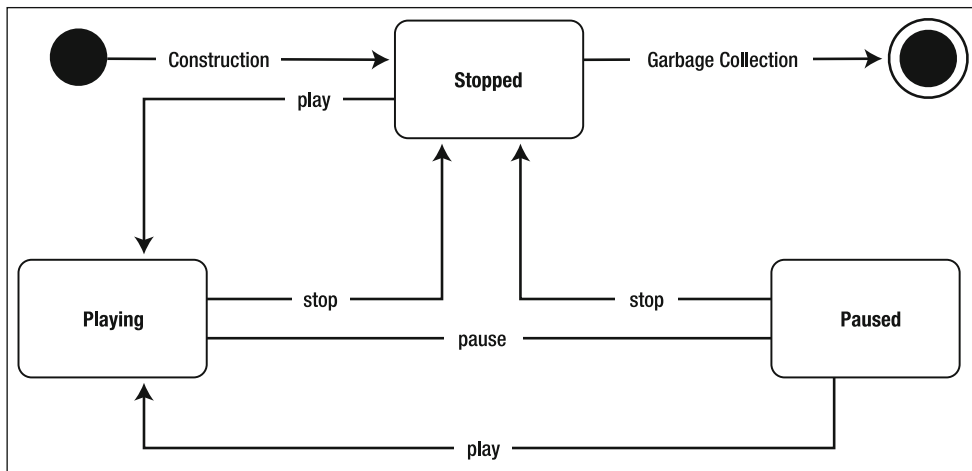 Construction
Stopped
Garbage Collection
play
Playing
stop
stop
Paused
pause
play